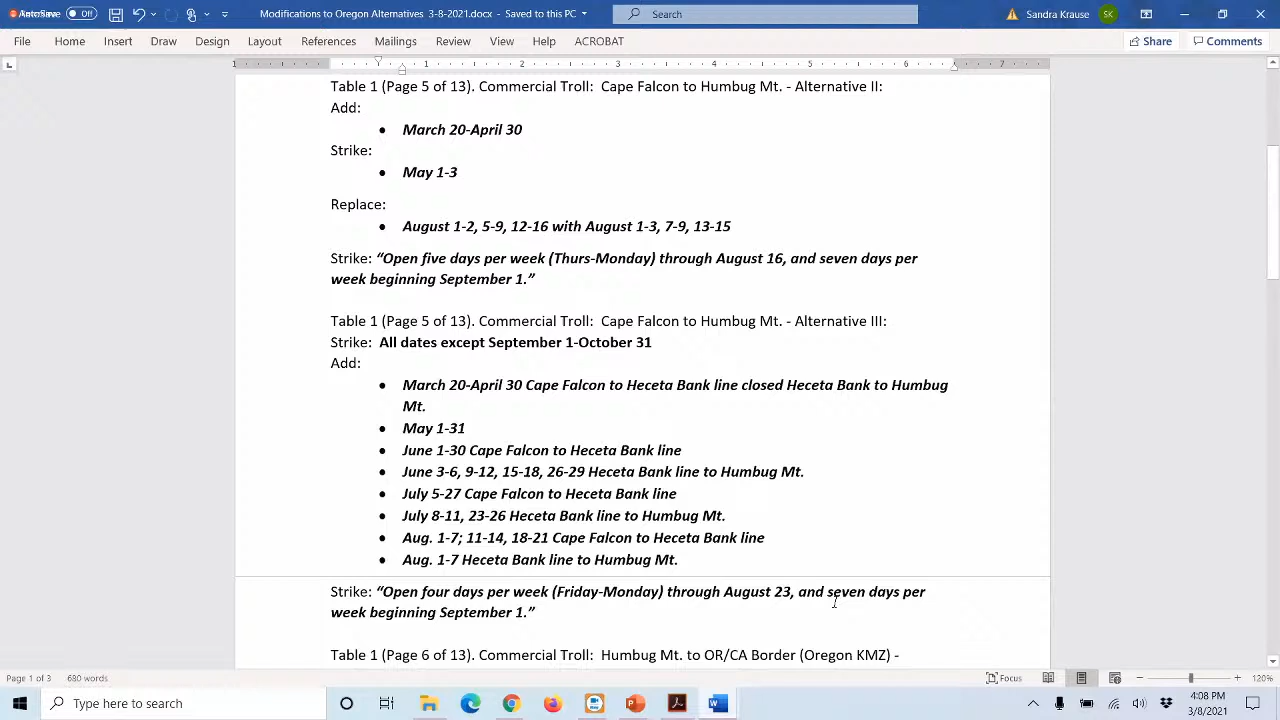 AutoSave Off
Modifications to Option Alternatives 3-8-2021.docx - Saved to this PC
Search
Sandra Krause SK
File Home Insert Draw Design Layout References Mailings Review View Help ACROBAT Share Comments
1 1 2 3 4 5 6 7
Table 1 (Page 5 of 13). Commercial Troll: Cape Falcon to Humbug Mt. - Alternative II:
Add:
• March 20-April 30
Strike:
• May 1-3
Replace:
• August 1-2, 5-9, 12-16 with August 1-3, 7-9, 13-15
Strike: “Open five days per week (Thurs-Monday) through August 16, and seven days per
week beginning September 1.”
Table 1 (Page 5 of 13). Commercial Troll: Cape Falcon to Humbug Mt. - Alternative III:
Strike: All dates except September 1-October 31
Add:
• March 20-April 30 Cape Falcon to Heceta Bank line closed Heceta Bank to Humbug
Mt.
• May 1-31
• June 1-30 Cape Falcon to Heceta Bank line
• June 3-6, 9-12, 15-18, 26-29 Heceta Bank line to Humbug Mt.
• July 5-27 Cape Falcon to Heceta Bank line
• July 8-11, 23-26 Heceta Bank line to Humbug Mt.
• Aug. 1-7; 11-14, 18-21 Cape Falcon to Heceta Bank line
• Aug. 1-7 Heceta Bank line to Humbug Mt.
Strike: “Open four days per week (Friday-Monday) through August 23, and seven days per
week beginning September 1.”
Table 1 (Page 6 of 13). Commercial Troll: Humbug Mt. to OR/CA Border (Oregon KMZ) -
Page 1 of 3 680 words Focus 120%
Type here to search
4:08 PM
3/8/2021